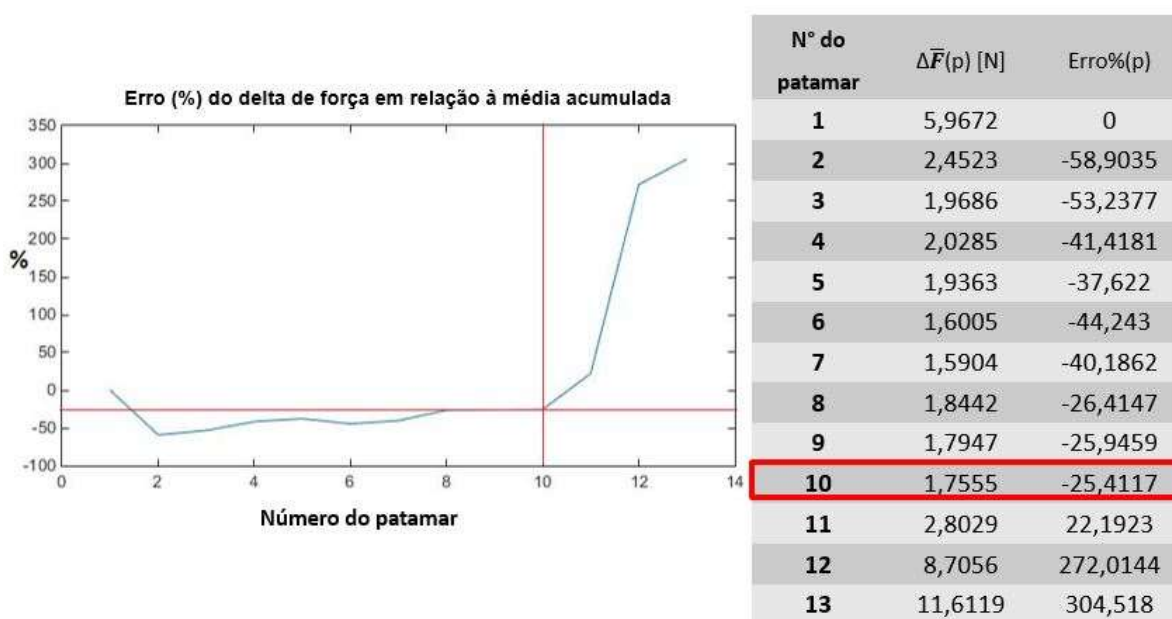 Erro (%) do delta de força em relação à média acumulada
350
300
250
200
150
100
50
0
-50
-100
%
0 2 4 6 8 10 12 14
Número do patamar
N° do patamar ΔF̅(p) [N] Erro%(p)
1 5,9672 0
2 2,4523 -58,9035
3 1,9686 -53,2377
4 2,0285 -41,4181
5 1,9363 -37,622
6 1,6005 -44,243
7 1,5904 -40,1862
8 1,8442 -26,4147
9 1,7947 -25,9459
10 1,7555 -25,4117
11 2,8029 22,1923
12 8,7056 272,0144
13 11,6119 304,518